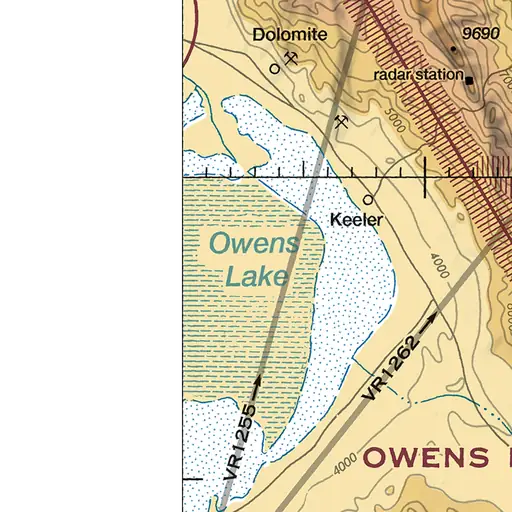 Dolomite
9690
radar station
5000
Keeler
Owens
Lake
4000
VR1262
VR1255
OWENS
4000